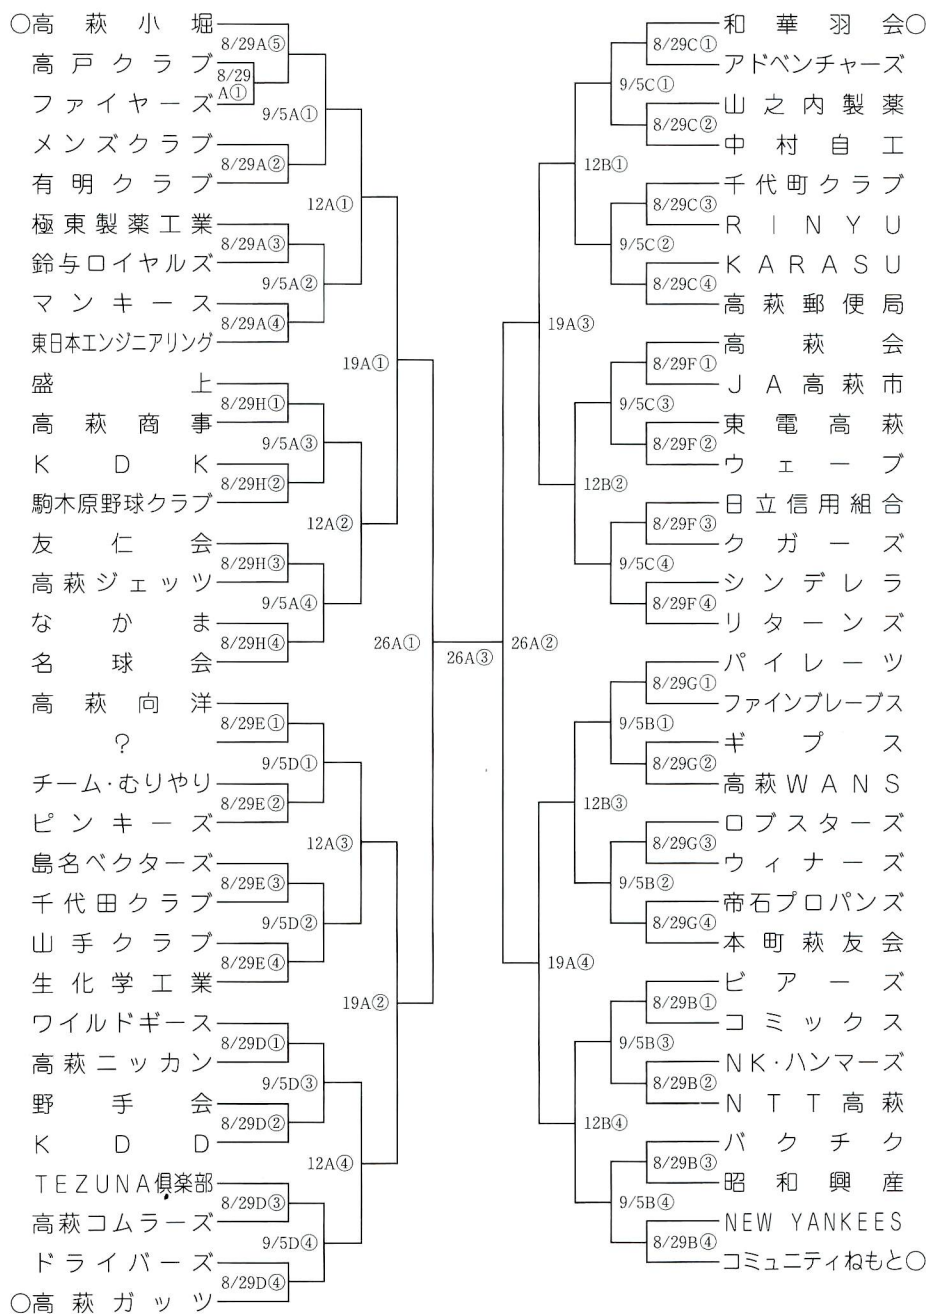 ○高萩小堀
8/29A⑤
高戸クラブ
8/29
A①
ファイヤーズ
9/5A①
メンズクラブ
8/29A②
有明クラブ
12A①
極東製薬工業
8/29A③
鈴与ロイヤルズ
9/5A②
マンキース
8/29A④
東日本エンジニアリング
19A①
盛上
8/29H①
高萩商事
9/5A③
KDK
8/29H②
駒木原野球クラブ
12A②
友仁会
8/29H③
高萩ジェッツ
9/5A④
なかま
8/29H④
名球会
26A①
高萩向洋
8/29E①
?
9/5D①
チーム・むりやり
8/29E②
ピンキーズ
12A③
島名ベクターズ
8/29E③
千代田クラブ
9/5D②
山手クラブ
8/29E④
生化学工業
19A②
ワイルドギース
8/29D①
高萩ニッカン
9/5D③
野手会
8/29D②
KDD
12A④
TEZUNA倶楽部
8/29D③
高萩コムラーズ
9/5D④
ドライバーズ
8/29D④
○高萩ガッツ
26A③
和華羽会○
8/29C①
アドベンチャーズ
9/5C①
山之内製薬
8/29C②
中村自工
12B①
千代町クラブ
8/29C③
RINYU
9/5C②
KARASU
8/29C④
高萩郵便局
19A③
高萩会
8/29F①
JA高萩市
9/5C③
東電高萩
8/29F②
ウェーブ
12B②
日立信用組合
8/29F③
クガーズ
9/5C④
シンデレラ
8/29F④
リターンズ
26A②
パイレーツ
8/29G①
ファインブレーブス
9/5B①
ギプス
8/29G②
高萩WANS
12B③
ロブスターズ
8/29G③
ウィナーズ
9/5B②
帝石プロパンズ
8/29G④
本町萩友会
19A④
ビアーズ
8/29B①
コミックス
9/5B③
NK・ハンマーズ
8/29B②
NTT高萩
12B④
バクチク
8/29B③
昭和興産
9/5B④
NEW YANKEES
8/29B④
コミュニティねもと○